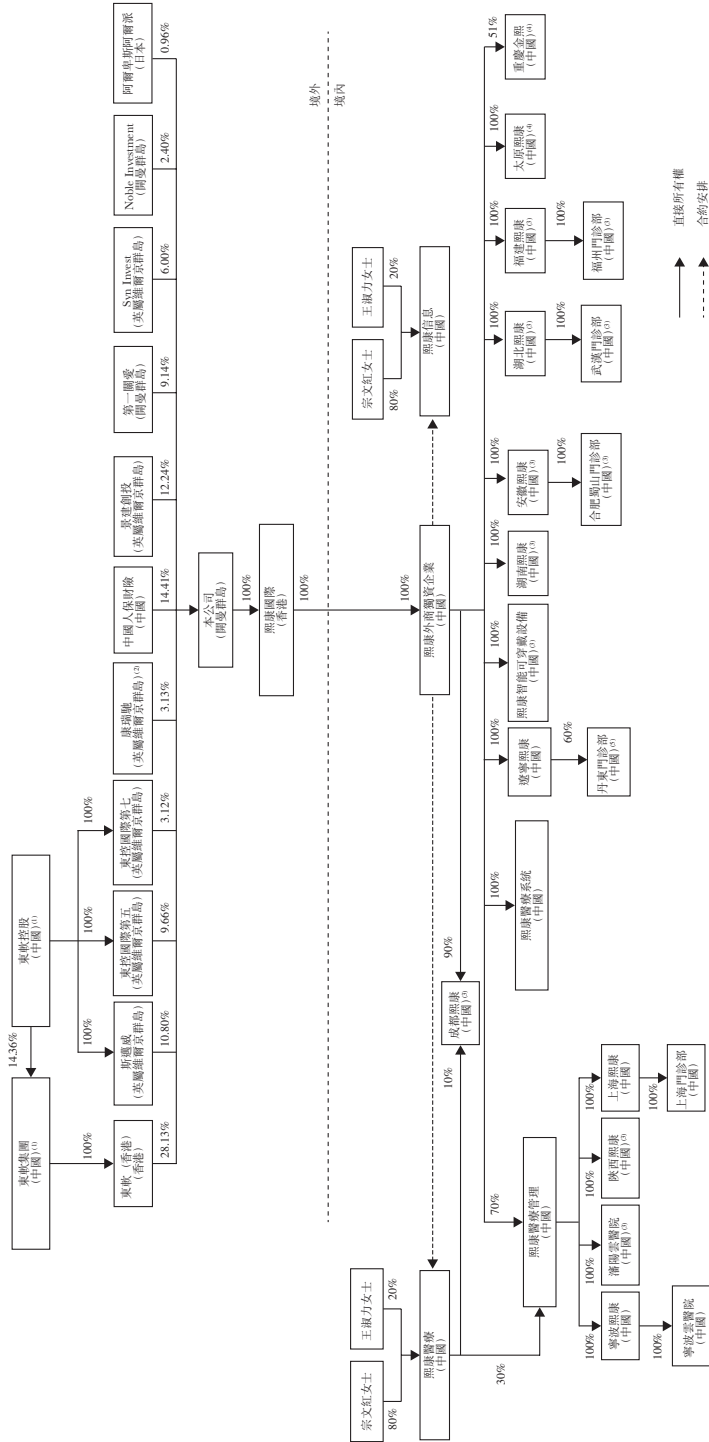 東軟集團
(中國)⁽¹⁾
14.36%
東軟控股
(中國)⁽¹⁾
100%
100%
100%
100%
東軟(香港)
(香港)
斯邁威
(英屬維爾京群島)
東控國際第五
(英屬維爾京群島)
東控國際第七
(英屬維爾京群島)
康瑞馳
(英屬維爾京群島)⁽²⁾
中國人保財險
(中國)
景建創投
(英屬維爾京群島)
第一關愛
(開曼群島)
Syn Invest
(英屬維爾京群島)
Noble Investment
(開曼群島)
阿爾卑斯阿爾派
(日本)
28.13%
10.80%
9.66%
3.12%
3.13%
14.41%
12.24%
9.14%
6.00%
2.40%
0.96%
本公司
(開曼群島)
100%
熙康國際
(香港)
100%
境外
境內
宗文紅女士
王淑力女士
80%
20%
熙康醫療
(中國)
100%
熙康外商獨資企業
(中國)
宗文紅女士
王淑力女士
80%
20%
熙康信息
(中國)
10%
成都熙康
(中國)⁽³⁾
90%
30%
70%
熙康醫療管理
(中國)
100%
熙康醫療系統
(中國)
100%
遼寧熙康
(中國)
60%
丹東門診部
(中國)⁽⁵⁾
100%
熙康智能可穿戴設備
(中國)⁽³⁾
100%
湖南熙康
(中國)⁽³⁾
100%
安徽熙康
(中國)⁽³⁾
100%
合肥蜀山門診部
(中國)⁽³⁾
100%
湖北熙康
(中國)⁽³⁾
100%
武漢門診部
(中國)⁽³⁾
100%
福建熙康
(中國)⁽³⁾
100%
福州門診部
(中國)⁽³⁾
100%
太原熙康
(中國)⁽⁴⁾
51%
重慶金熙
(中國)⁽⁴⁾
100%
寧波熙康
(中國)
100%
寧波雲醫院
(中國)
100%
瀋陽雲醫院
(中國)⁽³⁾
100%
陝西熙康
(中國)⁽³⁾
100%
上海熙康
(中國)
100%
上海門診部
(中國)
直接所有權
合約安排